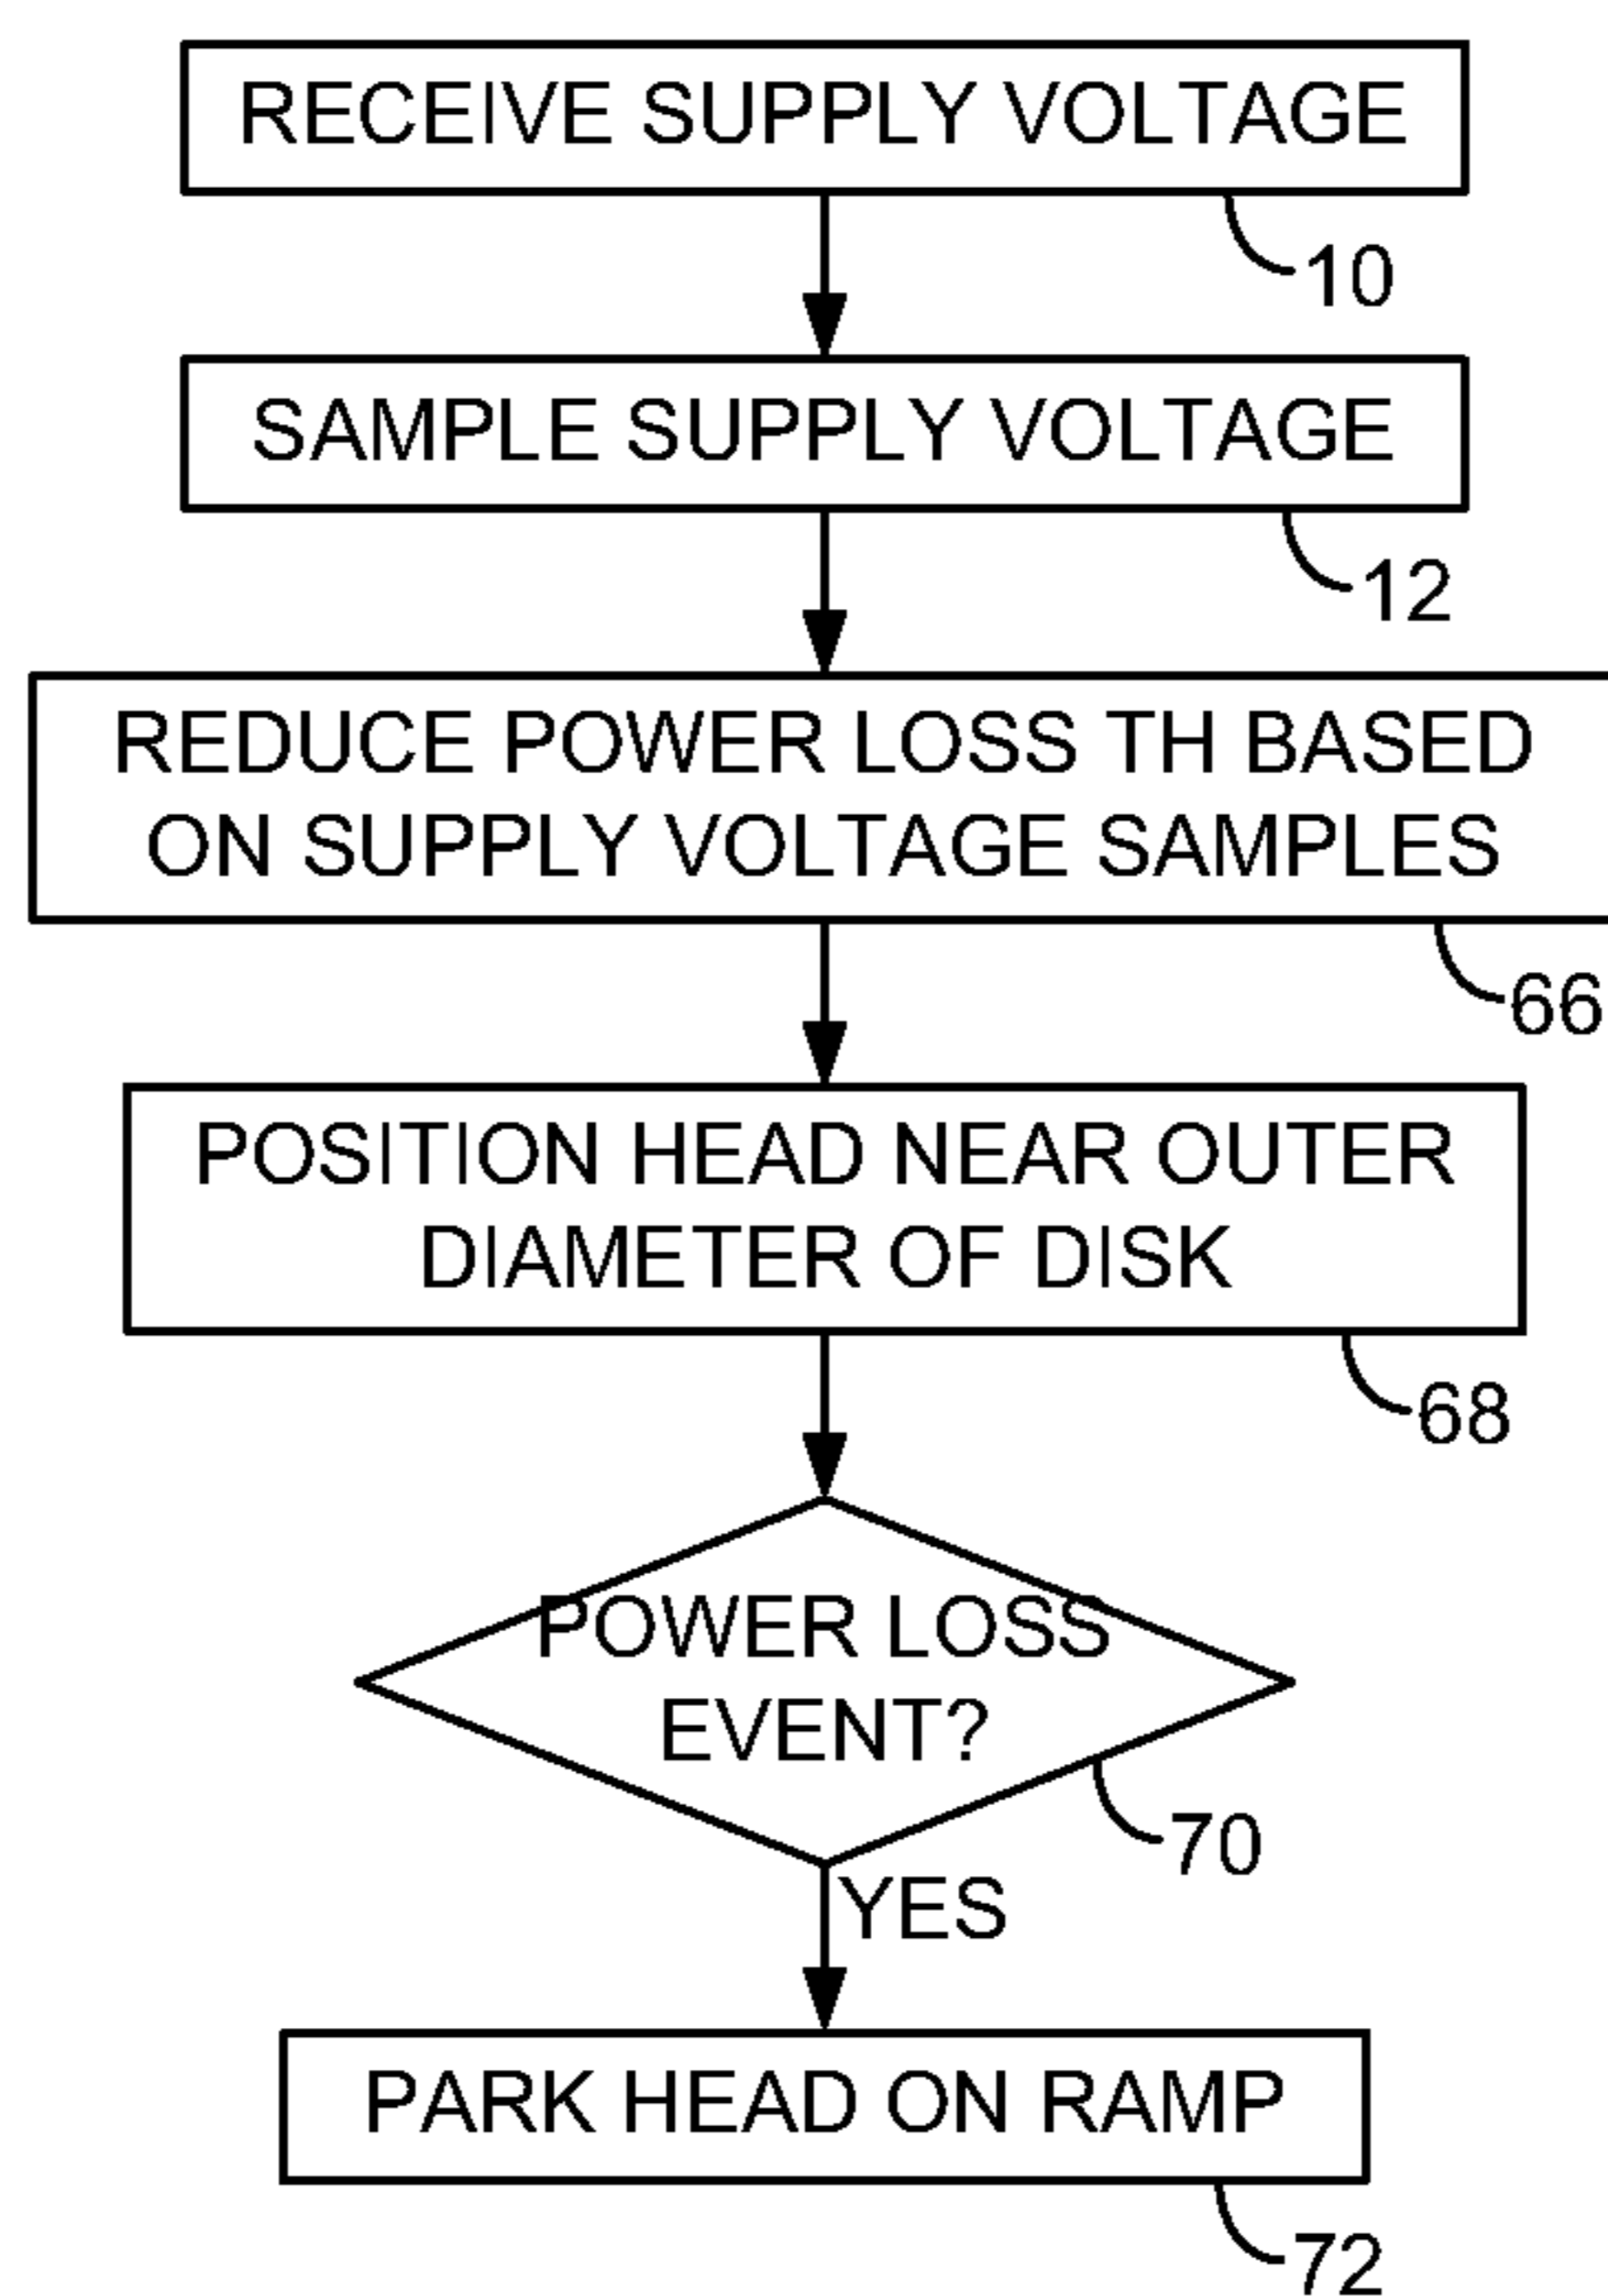 RECEIVE SUPPLY VOLTAGE
10
SAMPLE SUPPLY VOLTAGE
12
REDUCE POWER LOSS TH BASED
ON SUPPLY VOLTAGE SAMPLES
66
POSITION HEAD NEAR OUTER
DIAMETER OF DISK
68
POWER LOSS
EVENT?
70
YES
PARK HEAD ON RAMP
72